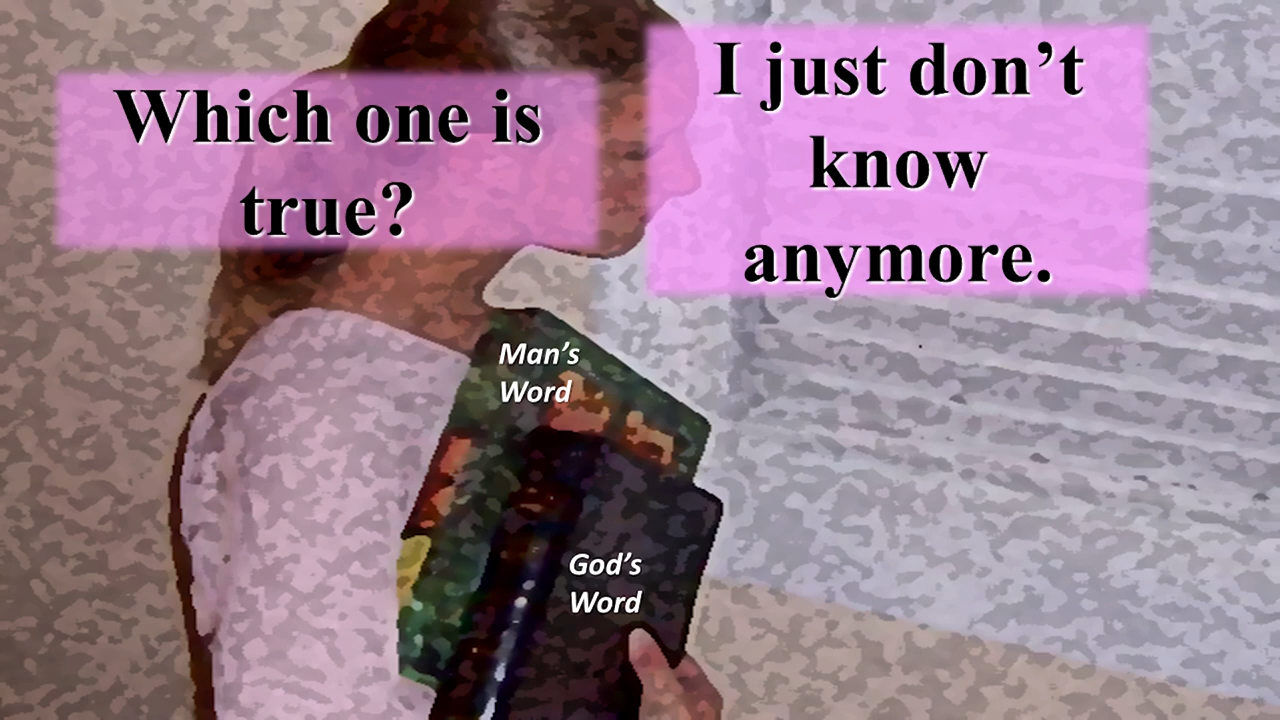 Which one is
true?
I just don’t
know
anymore.
Man’s
Word
God’s
Word